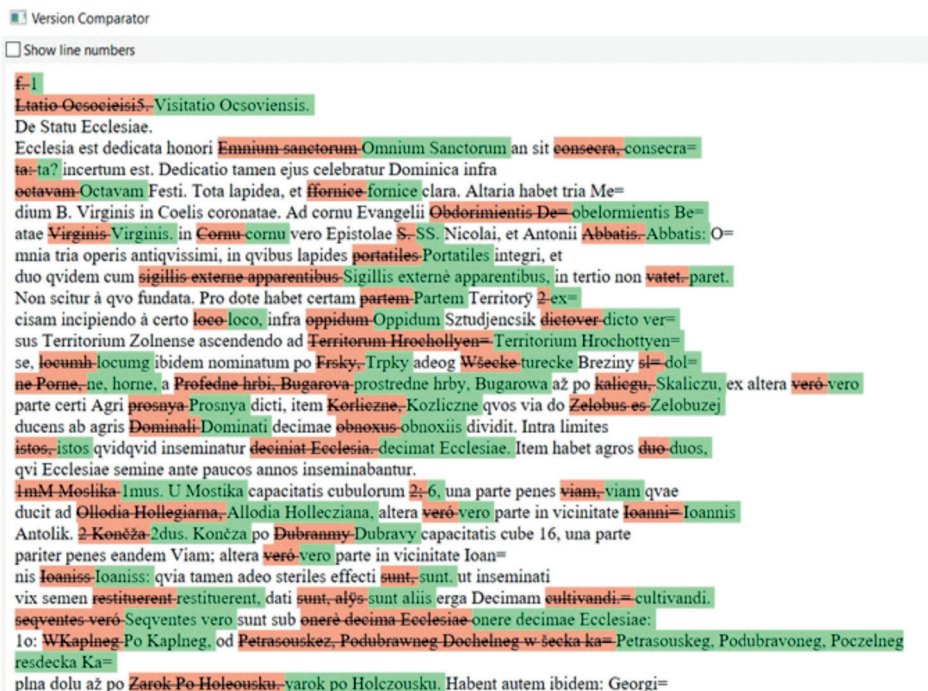 Version Comparator
Show line numbers
f. 1
Ltatio Ocsocieisi5. Visitatio Ocsoviensis.
De Statu Ecclesiae.
Ecclesia est dedicata honori Emnium sanctorum Omnium Sanctorum an sit consecra, consecra=
ta: ta? incertum est. Dedicatio tamen ejus celebratur Dominica infra
octavam Octavam Festi. Tota lapidea, et ffornice fornice clara. Altaria habet tria Me=
dium B. Virginis in Coelis coronatae. Ad cornu Evangelii Obdorimientis De= obelormientis Be=
atae Virginis Virginis. in Cornu cornu vero Epistolae S. SS. Nicolai, et Antonii Abbatis. Abbatis: O=
mnia tria operis antiqvissimi, in qvibus lapides portatiles Portatiles integri, et
duo qvidem cum sigillis externe apparentibus Sigillis externè apparentibus, in tertio non vatet. paret.
Non scitur à qvo fundata. Pro dote habet certam partem Partem Territorÿ 2 ex=
cisam incipiendo à certo loco loco, infra oppidum Oppidum Sztudjencsik dictover dicto ver=
sus Territorium Zolnense ascendendo ad Territorum Hrochollyen= Territorium Hrochottyen=
se, locumh locumg ibidem nominatum po Frsky, Trpky adeog Wšecke turecke Breziny sl= dol=
ne Porne, ne, horne, a Profedne hrbi, Bugarova prostredne hrby, Bugarowa až po kalicgu, Skaliczu, ex altera veró vero
parte certi Agri prosnya Prosnya dicti, item Korliczne, Kozliczne qvos via do Zelobus es Zelobuzej
ducens ab agris Dominali Dominati decimae obnoxus obnoxiis dividit. Intra limites
istos, istos qvidqvid inseminatur deciniat Ecclesia. decimat Ecclesiae. Item habet agros duo duos,
qvi Ecclesiae semine ante paucos annos inseminabantur.
1mM Moslika 1mus. U Mostika capacitatis cubulorum 2: 6, una parte penes viam, viam qvae
ducit ad Ollodia Hollegiarna, Allodia Hollecziana, altera veró vero parte in vicinitate Ioanni= Ioannis
Antolik. 2 Končža 2dus. Končza po Dubranmy Dubravy capacitatis cube 16, una parte
pariter penes eandem Viam; altera veró vero parte in vicinitate Ioan=
nis Ioaniss Ioaniss: qvia tamen adeo steriles effecti sunt, sunt. ut inseminati
vix semen restituerent restituerent, dati sunt, alÿs sunt aliis erga Decimam cultivandi.= cultivandi.
seqventes veró Seqventes vero sunt sub onerè decima Ecclesiae onere decimae Ecclesiae:
1o: WKaplneg Po Kaplneg, od Petrasouskez, Podubrawneg Dochelneg w šecka ka= Petrasouskeg, Podubravoneg, Poczelneg
resdecka Ka=
plna dolu až po Zarok Po Holeousku. yarok po Holczousku. Habent autem ibidem: Georgi=